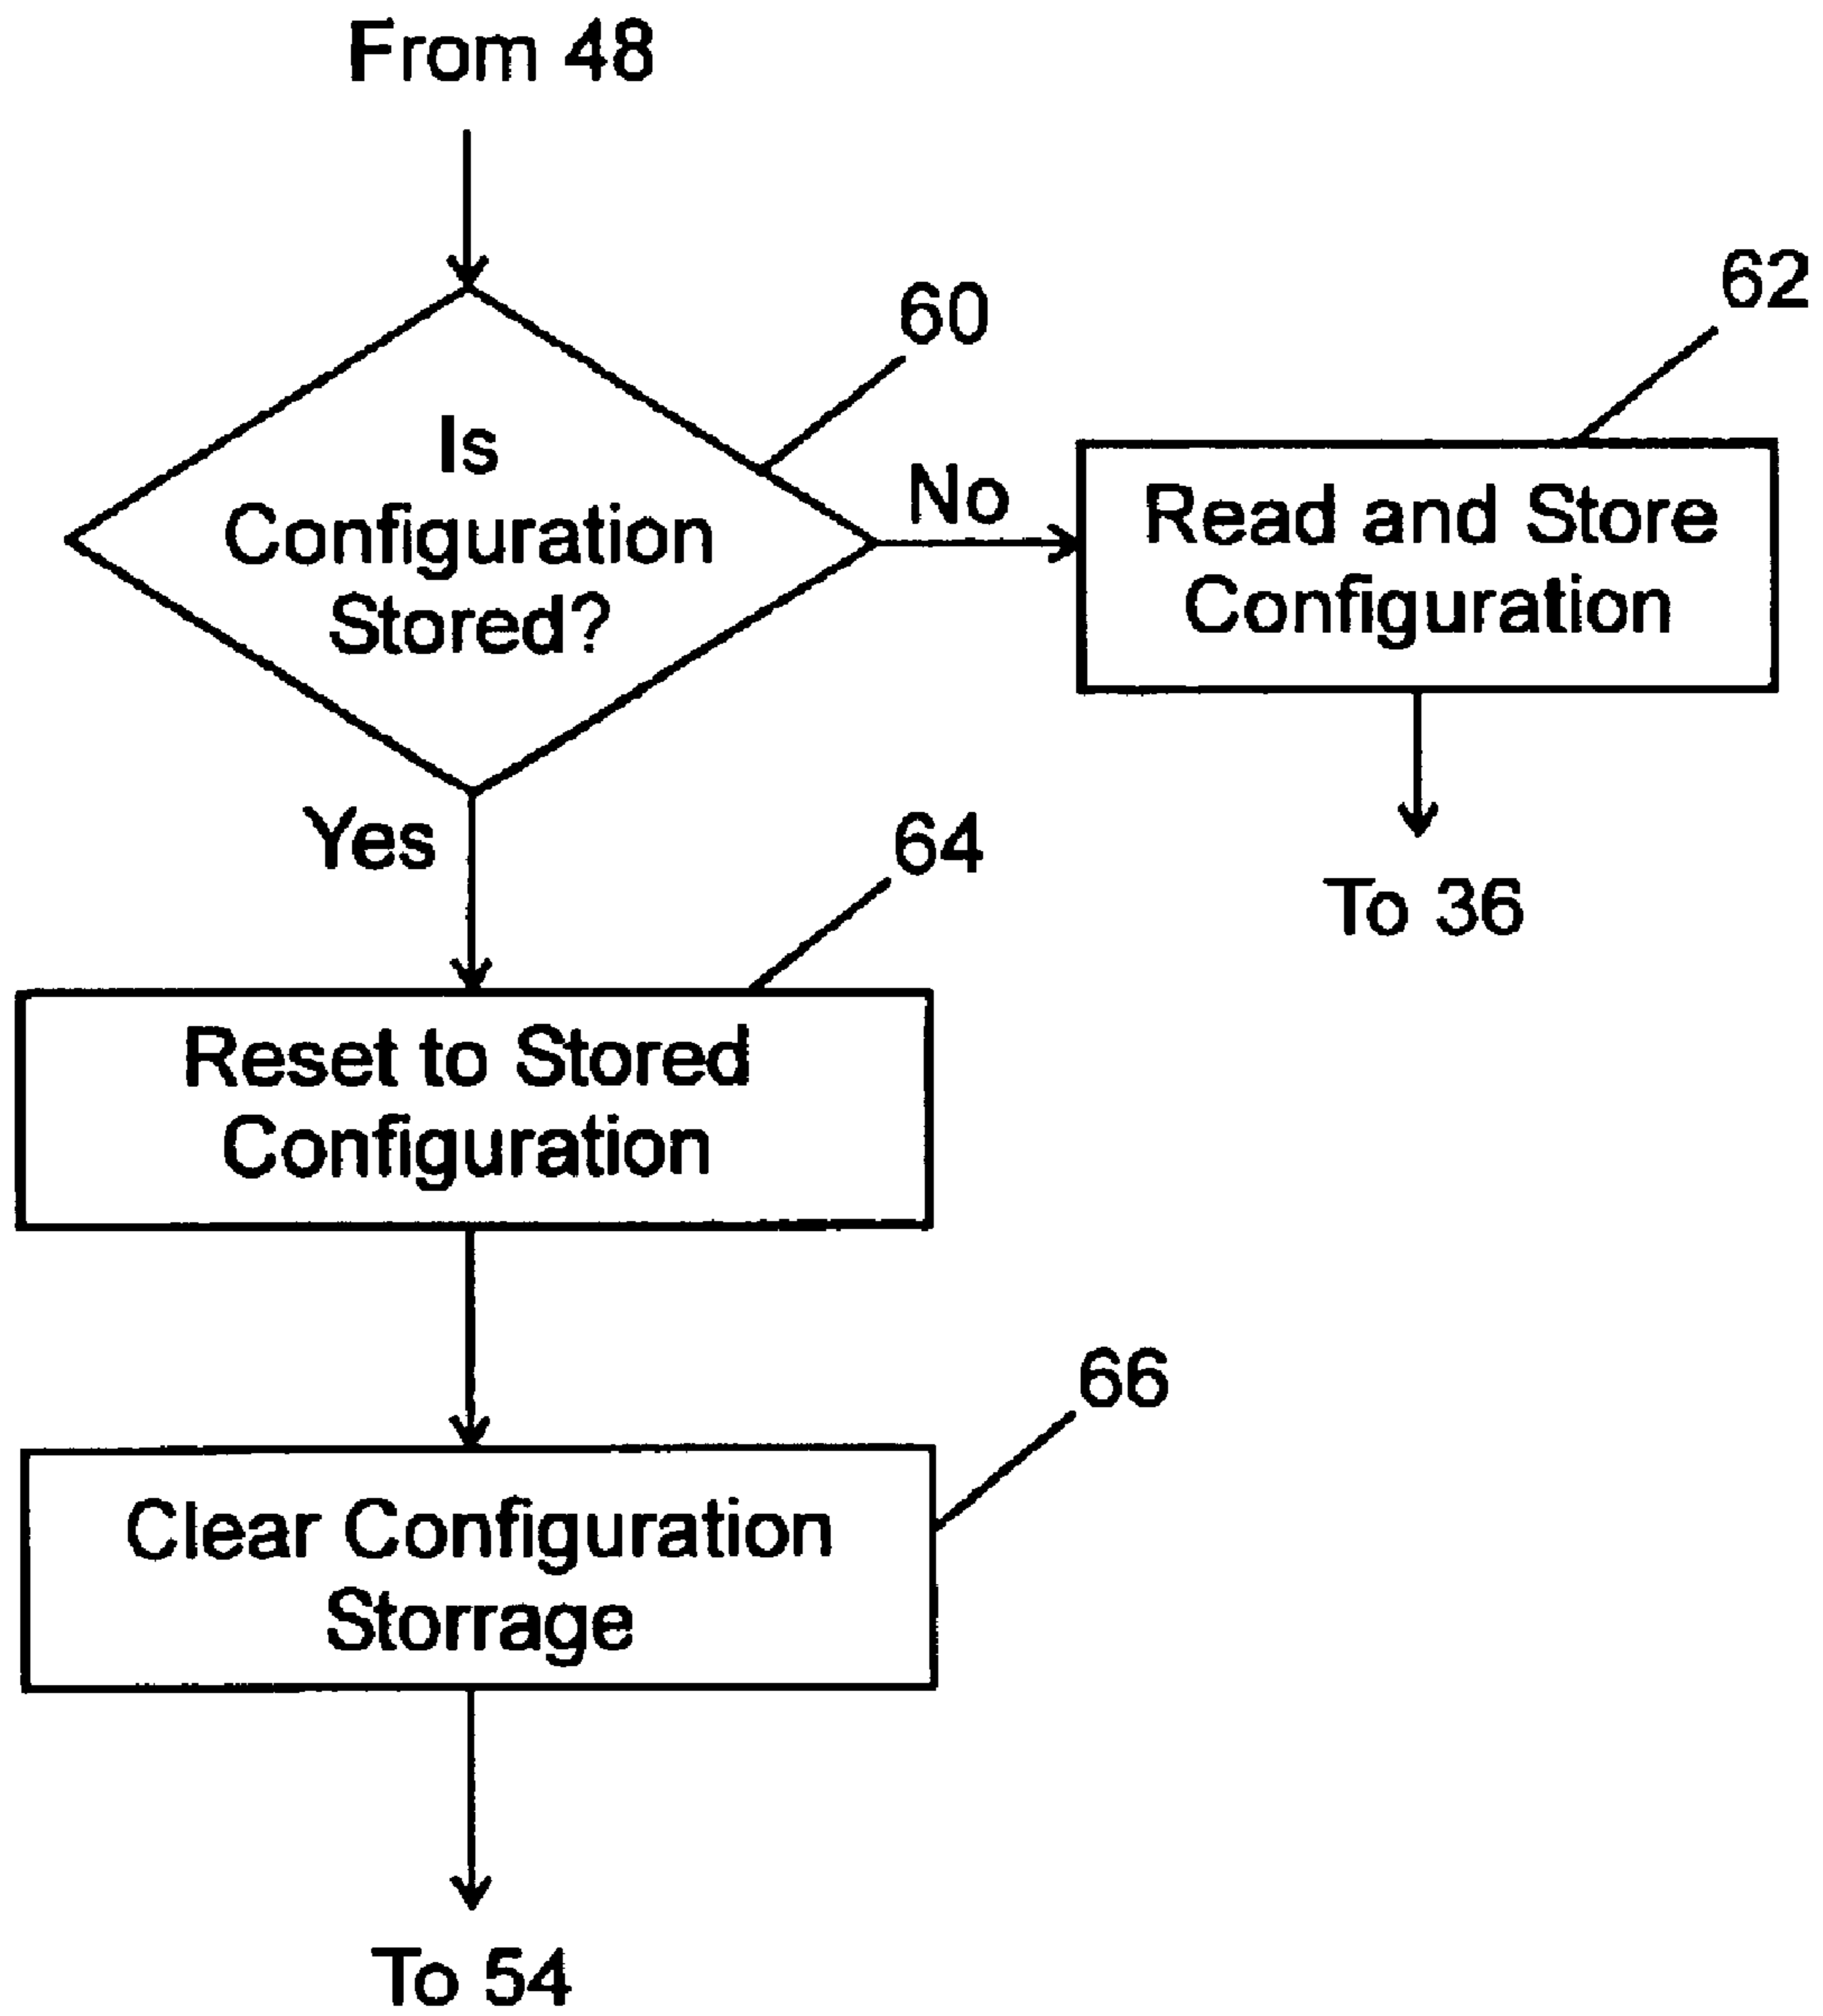 From 48
60
62
Is
Configuration
Stored?
No
Read and Store
Configuration
Yes
64
To 36
Reset to Stored
Configuration
66
Clear Configuration
Storrage
To 54